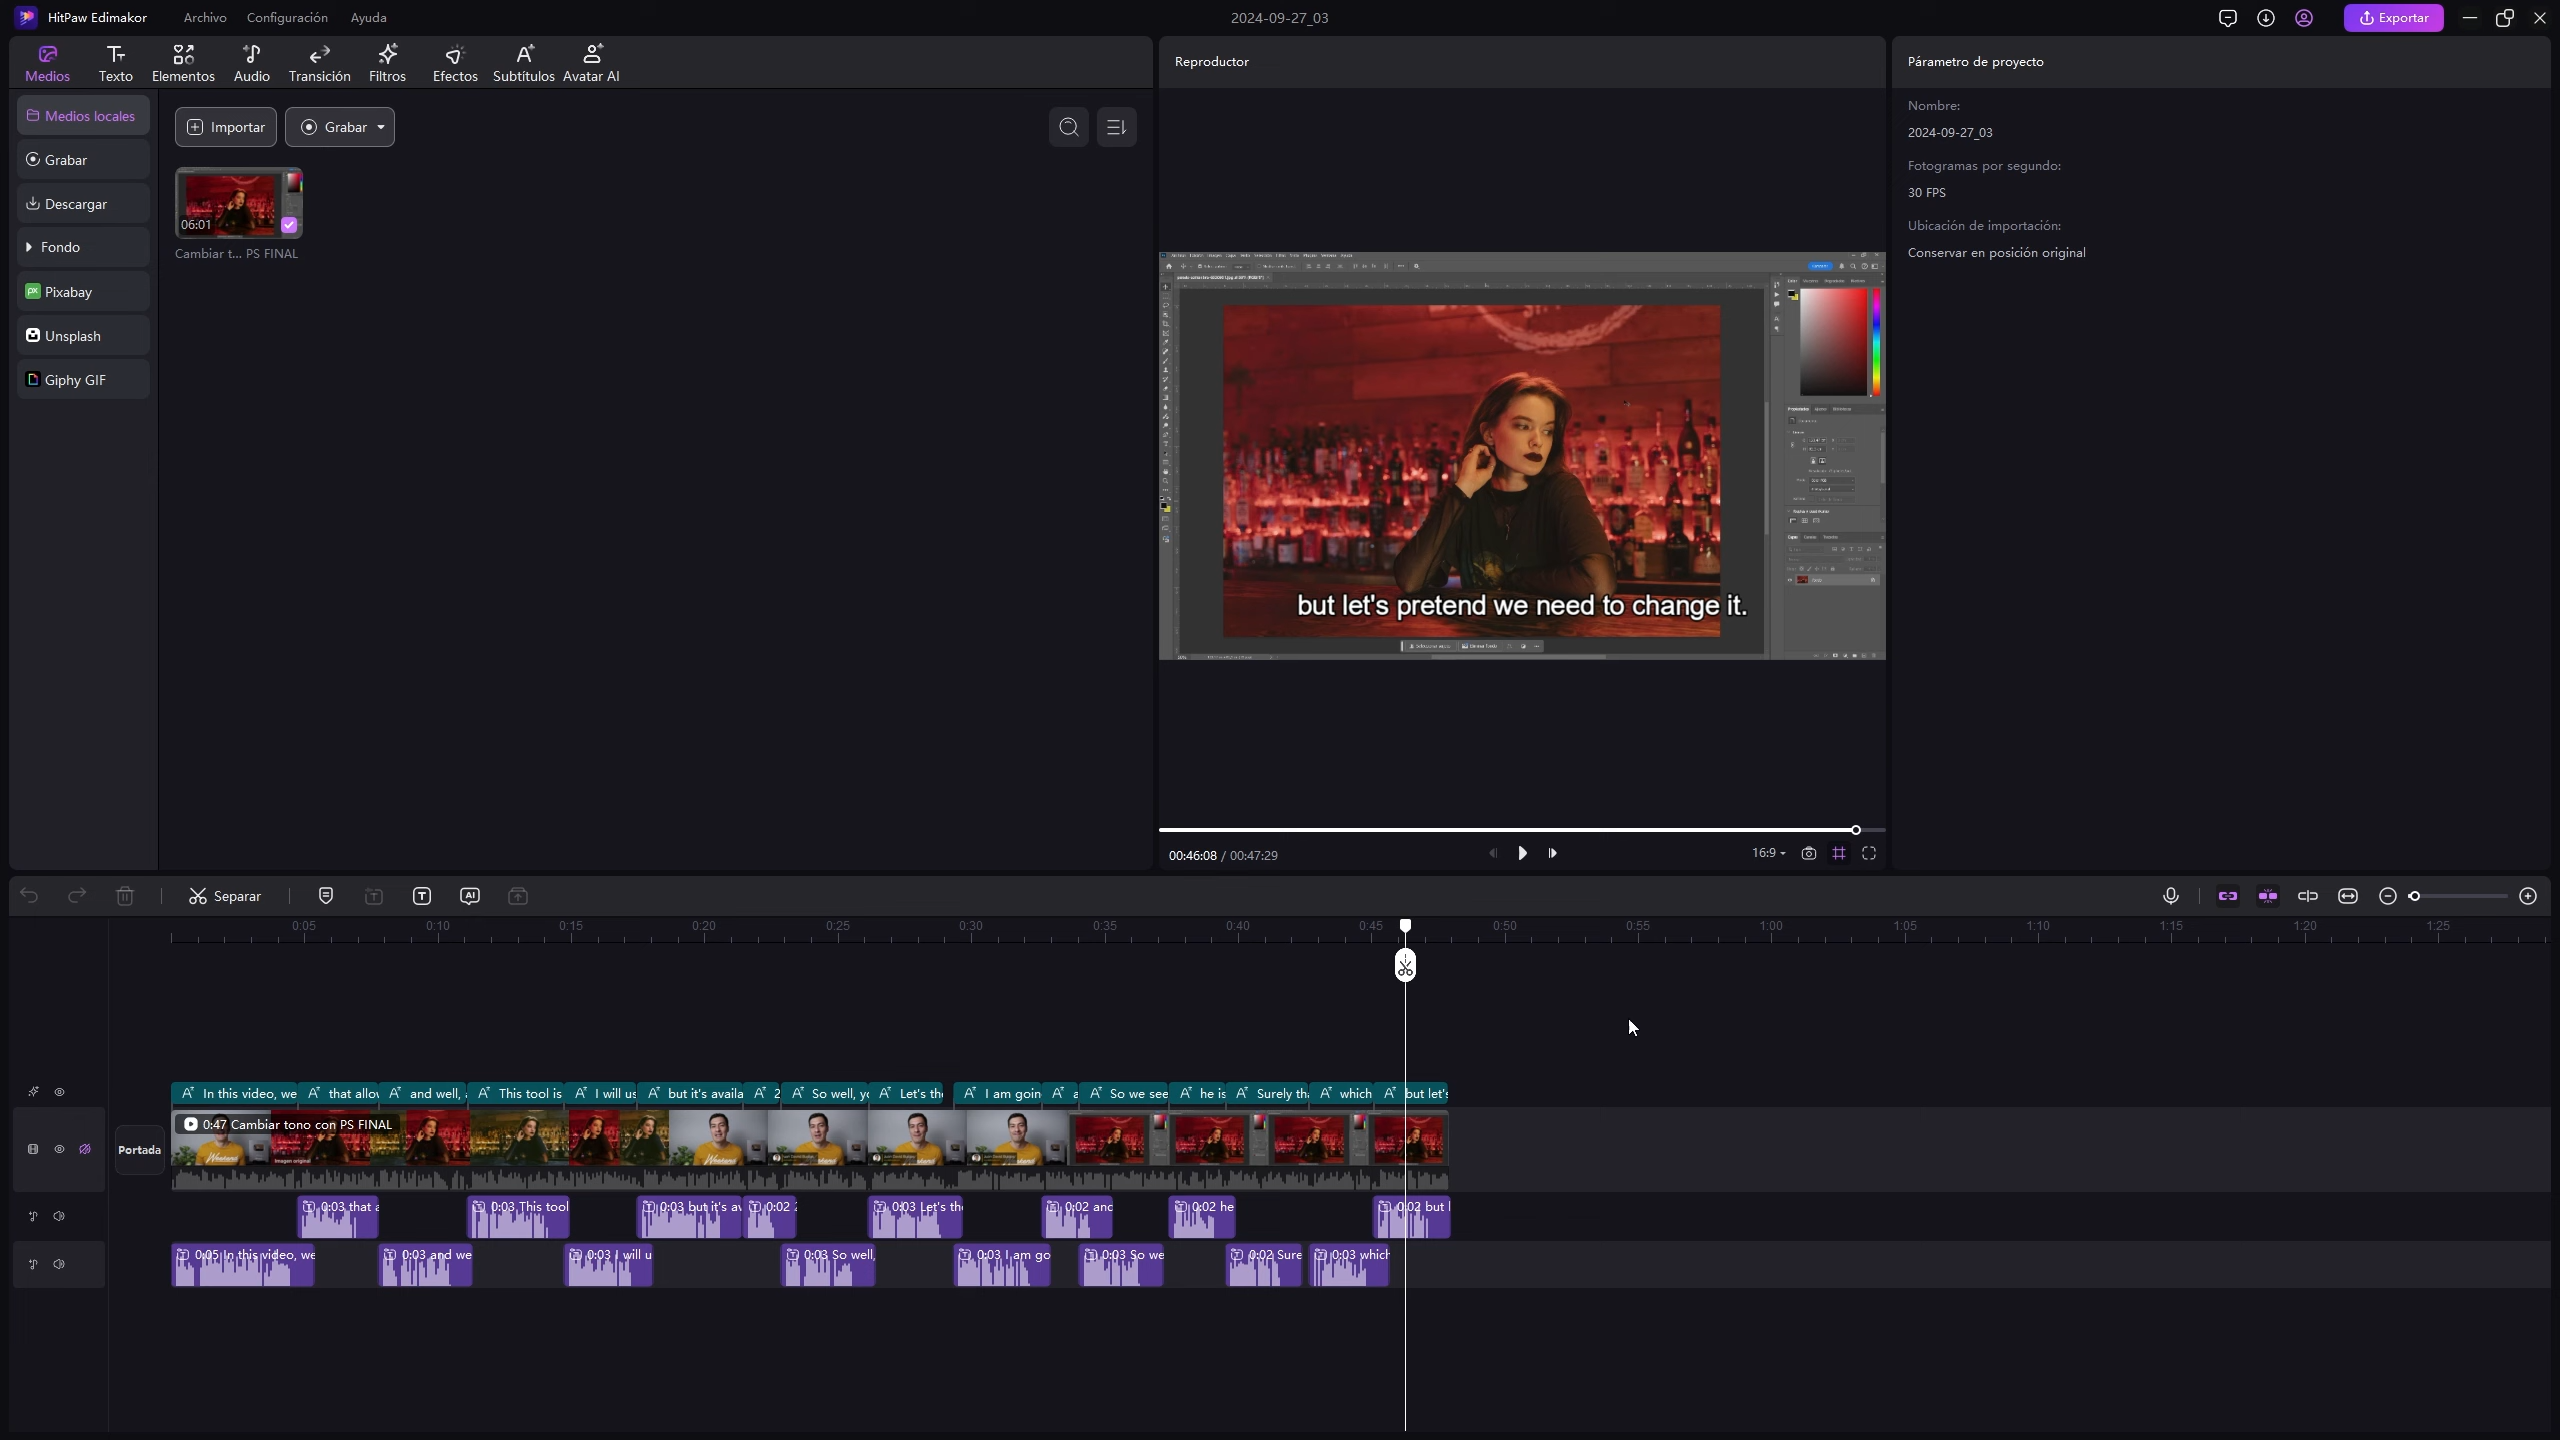 HitPaw Edimakor
Archivo
Configuración
Ayuda
2024-09-27_03
Exportar
Medios
Texto
Elementos
Audio
Transición
Filtros
Efectos
Subtítulos
Avatar AI
Reproductor
Párametro de proyecto
Medios locales
Grabar
Descargar
Fondo
Pixabay
Unsplash
Giphy GIF
Importar
Grabar
06:01
Cambiar t... PS FINAL
Nombre:
2024-09-27_03
Fotogramas por segundo:
30 FPS
Ubicación de importación:
Conservar en posición original
but let's pretend we need to change it.
00:46:08 / 00:47:29
16:9
Separar
0:05 0:10 0:15 0:20 0:25 0:30 0:35 0:40 0:45 0:50 0:55 1:00 1:05 1:10 1:15 1:20 1:25
In this video, we
that allo
and well,
This tool is
I will us
but it's availa
2
So well, y
Let's th
I am goin
a
So we see
he is
Surely th
which
but let's
0:47 Cambiar tono con PS FINAL
Portada
0:03 that a
0:03 This tool
0:03 but it's av
0:02
0:03 Let's th
0:02 and
0:02 he
0:02 but l
0:05 In this video, we
0:03 and we
0:03 I will u
0:03 So well,
0:03 I am go
0:03 So we
0:02 Sure
0:03 which